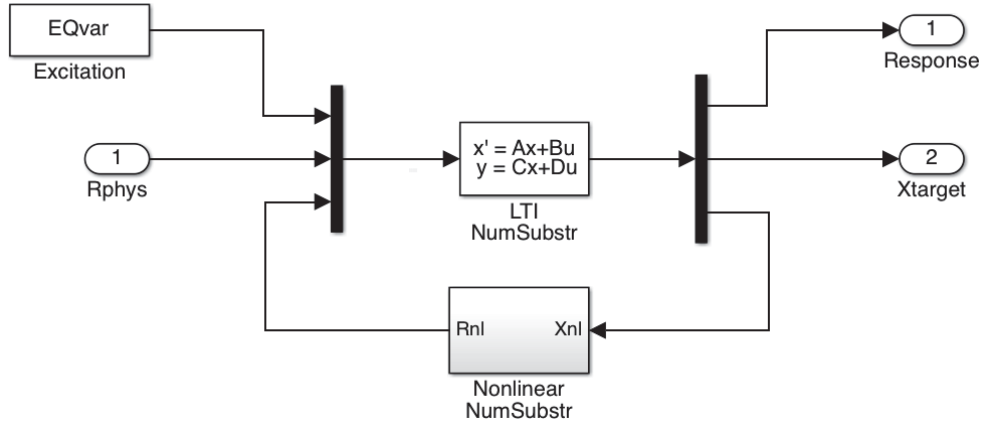 EQvar
Excitation
1
Rphys
x' = Ax+Bu
y = Cx+Du
LTI
NumSubstr
1
Response
2
Xtarget
Rnl
Xnl
Nonlinear
NumSubstr